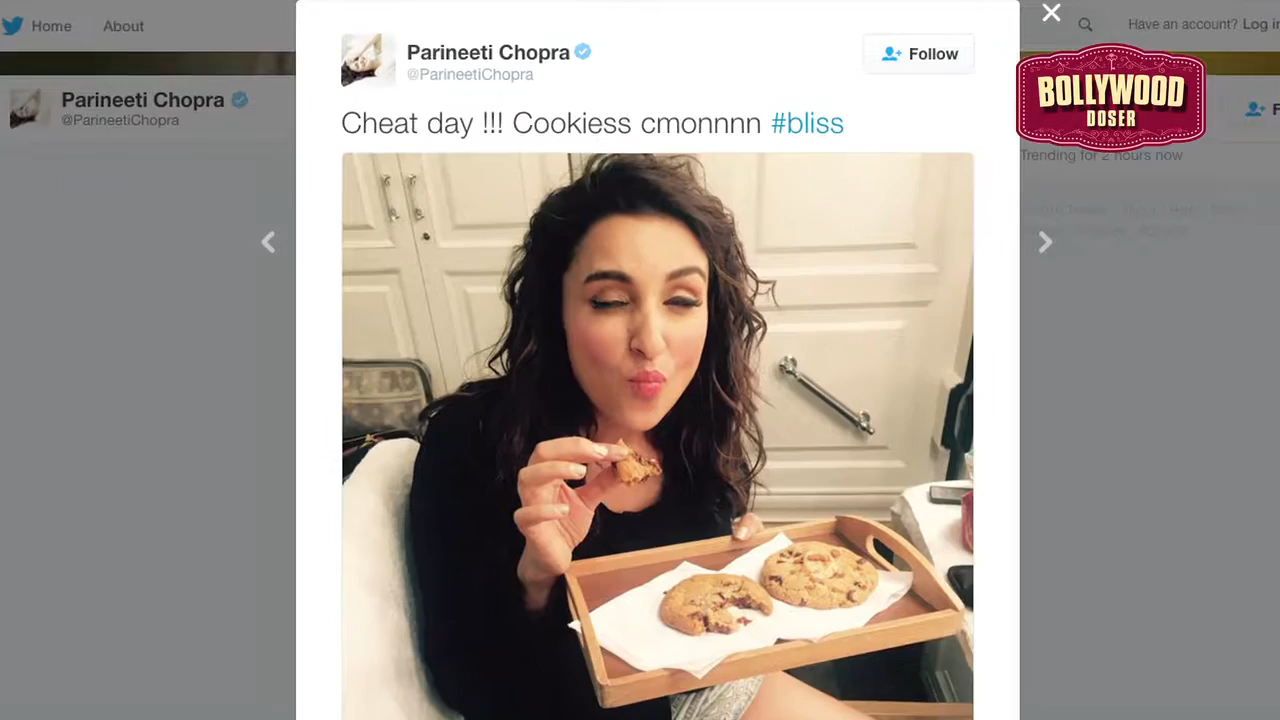 Home About
Have an account? Log in
Parineeti Chopra
@ParineetiChopra
Follow
Parineeti Chopra
@ParineetiChopra
BOLLYWOOD
DOSER
Cheat day !!! Cookiess cmonnnn #bliss
Trending for 2 hours now